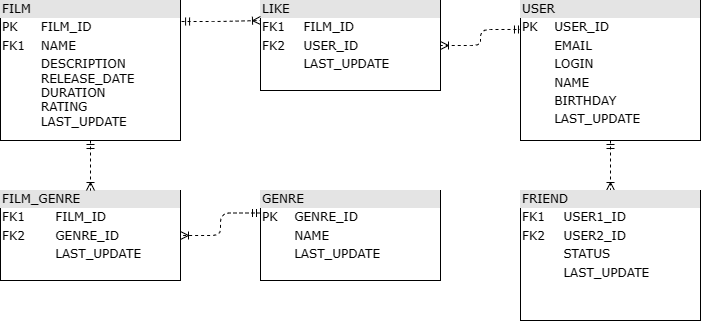 FILM
PK FILM_ID
FK1 NAME
DESCRIPTION
RELEASE_DATE
DURATION
RATING
LAST_UPDATE
LIKE
FK1 FILM_ID
FK2 USER_ID
LAST_UPDATE
USER
PK USER_ID
EMAIL
LOGIN
NAME
BIRTHDAY
LAST_UPDATE
FILM_GENRE
FK1 FILM_ID
FK2 GENRE_ID
LAST_UPDATE
GENRE
PK GENRE_ID
NAME
LAST_UPDATE
FRIEND
FK1 USER1_ID
FK2 USER2_ID
STATUS
LAST_UPDATE